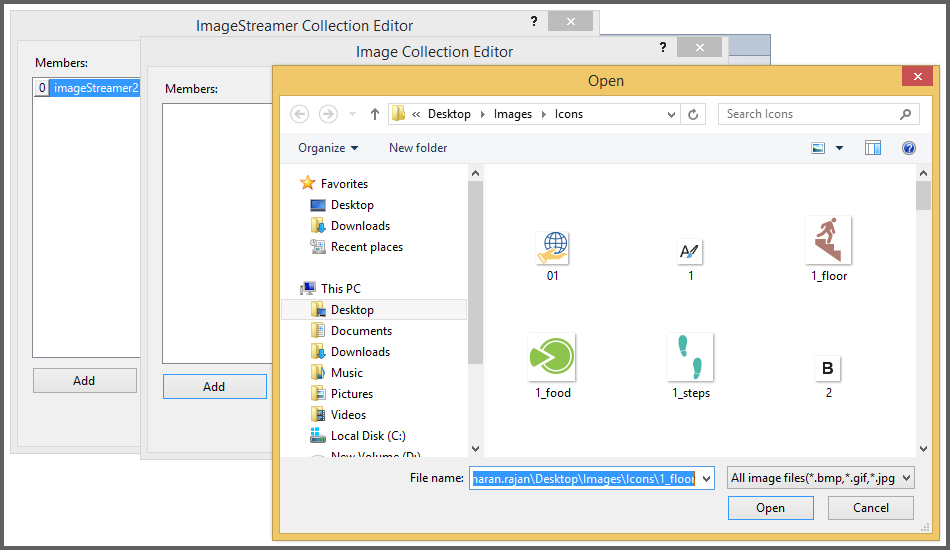 ImageStreamer Collection Editor
?
Members:
0 imageStreamer2
Add
Image Collection Editor
?
Members:
Add
Open
« Desktop Images Icons
Search Icons
Organize
New folder
Favorites
Desktop
Downloads
Recent places
This PC
Desktop
Documents
Downloads
Music
Pictures
Videos
Local Disk (C:)
New Volume (D:)
01
1
1_floor
1_food
1_steps
B
2
File name: naran.rajan\Desktop\Images\Icons\1_floor
All image files(*.bmp,*.gif,*.jpg
Open
Cancel